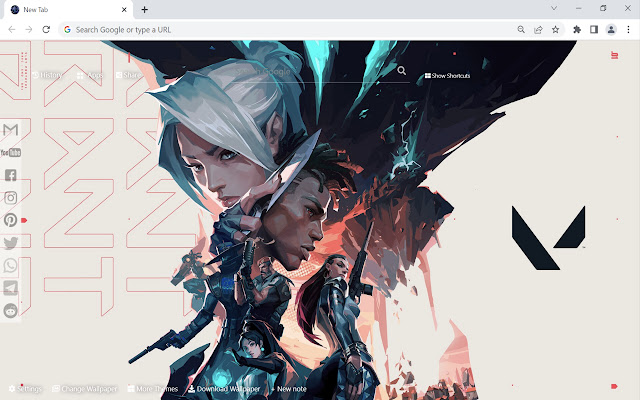 New Tab
Search Google or type a URL
History
Apps
Share
Google
Show Shortcuts
YouTube
Settings
Change Wallpaper
More Themes
Download Wallpaper
+ New note